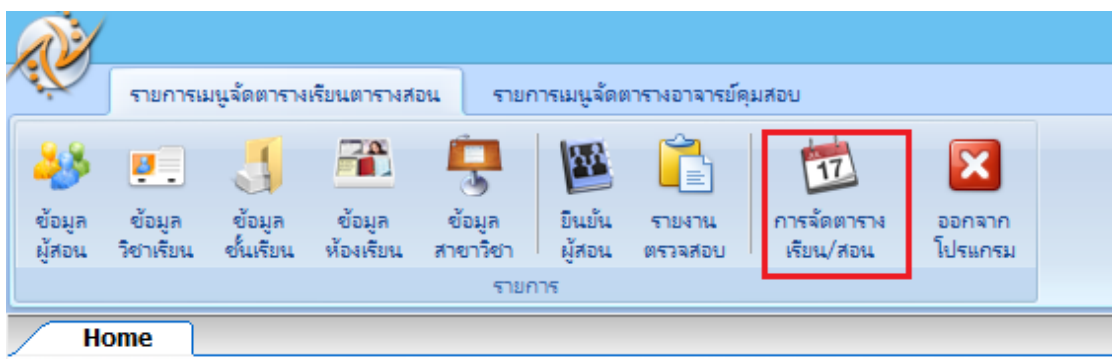 รายการเมนูจัดตารางเรียนตารางสอน
รายการเมนูจัดตารางอาจารย์คุมสอบ
17
ข้อมูล
ผู้สอน
ข้อมูล
วิชาเรียน
ข้อมูล
ชั้นเรียน
ข้อมูล
ห้องเรียน
ข้อมูล
สาขาวิชา
ยืนยัน
ผู้สอน
รายงาน
ตรวจสอบ
การจัดตาราง
เรียน/สอน
ออกจาก
โปรแกรม
รายการ
Home